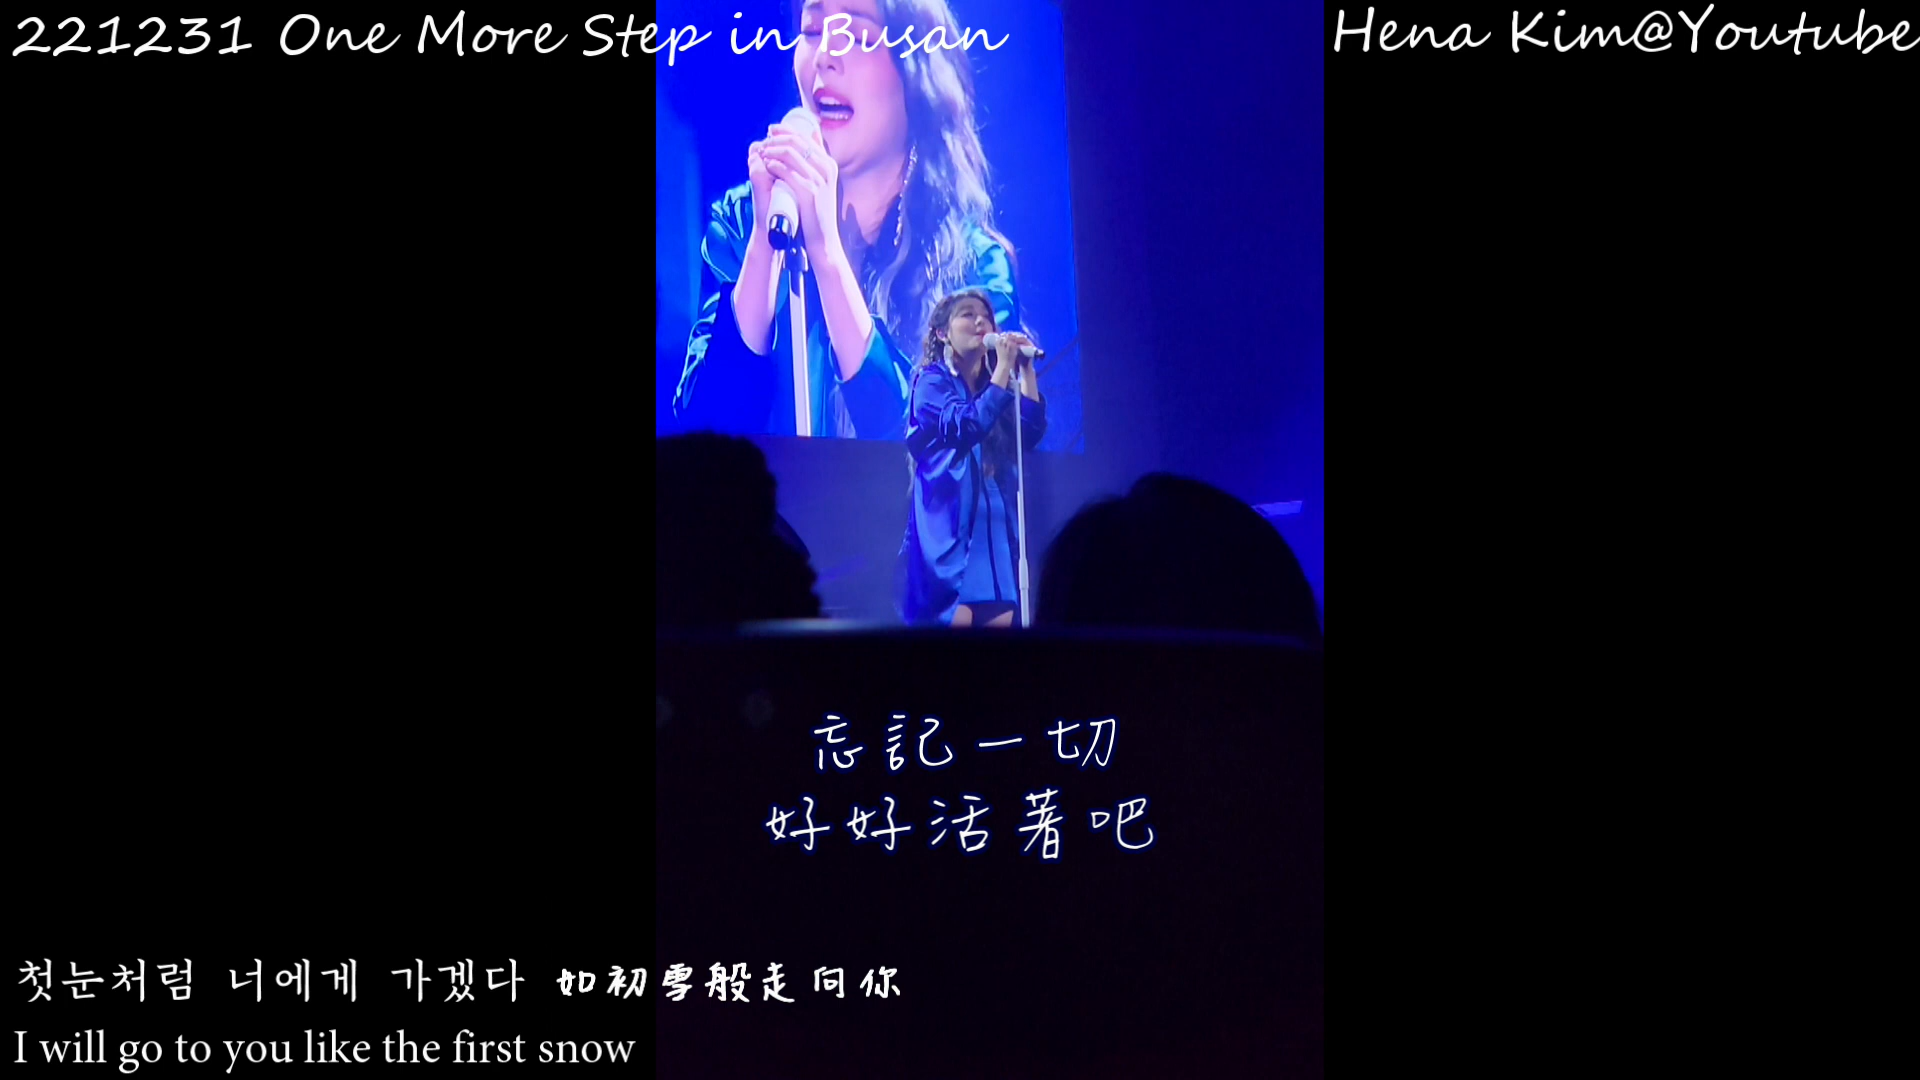 221231 One More Step in Busan
Hena Kim@Youtube
忘記一切
好好活著吧
첫눈처럼 너에게 가겠다 如初雪般走向你
I will go to you like the first snow